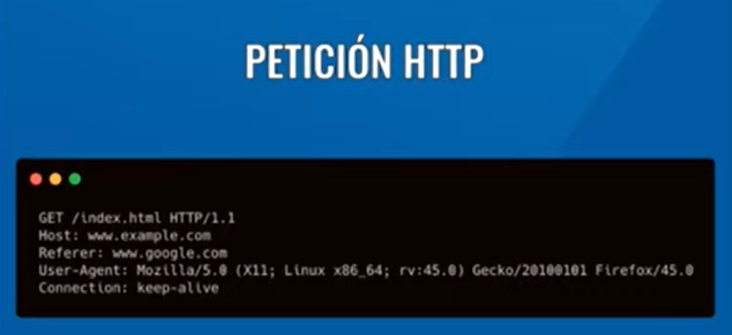 PETICIÓN HTTP
GET /index.html HTTP/1.1
Host: www.example.com
Referer: www.google.com
User-Agent: Mozilla/5.0 (X11; Linux x86_64; rv:45.0) Gecko/20100101 Firefox/45.0
Connection: keep-alive